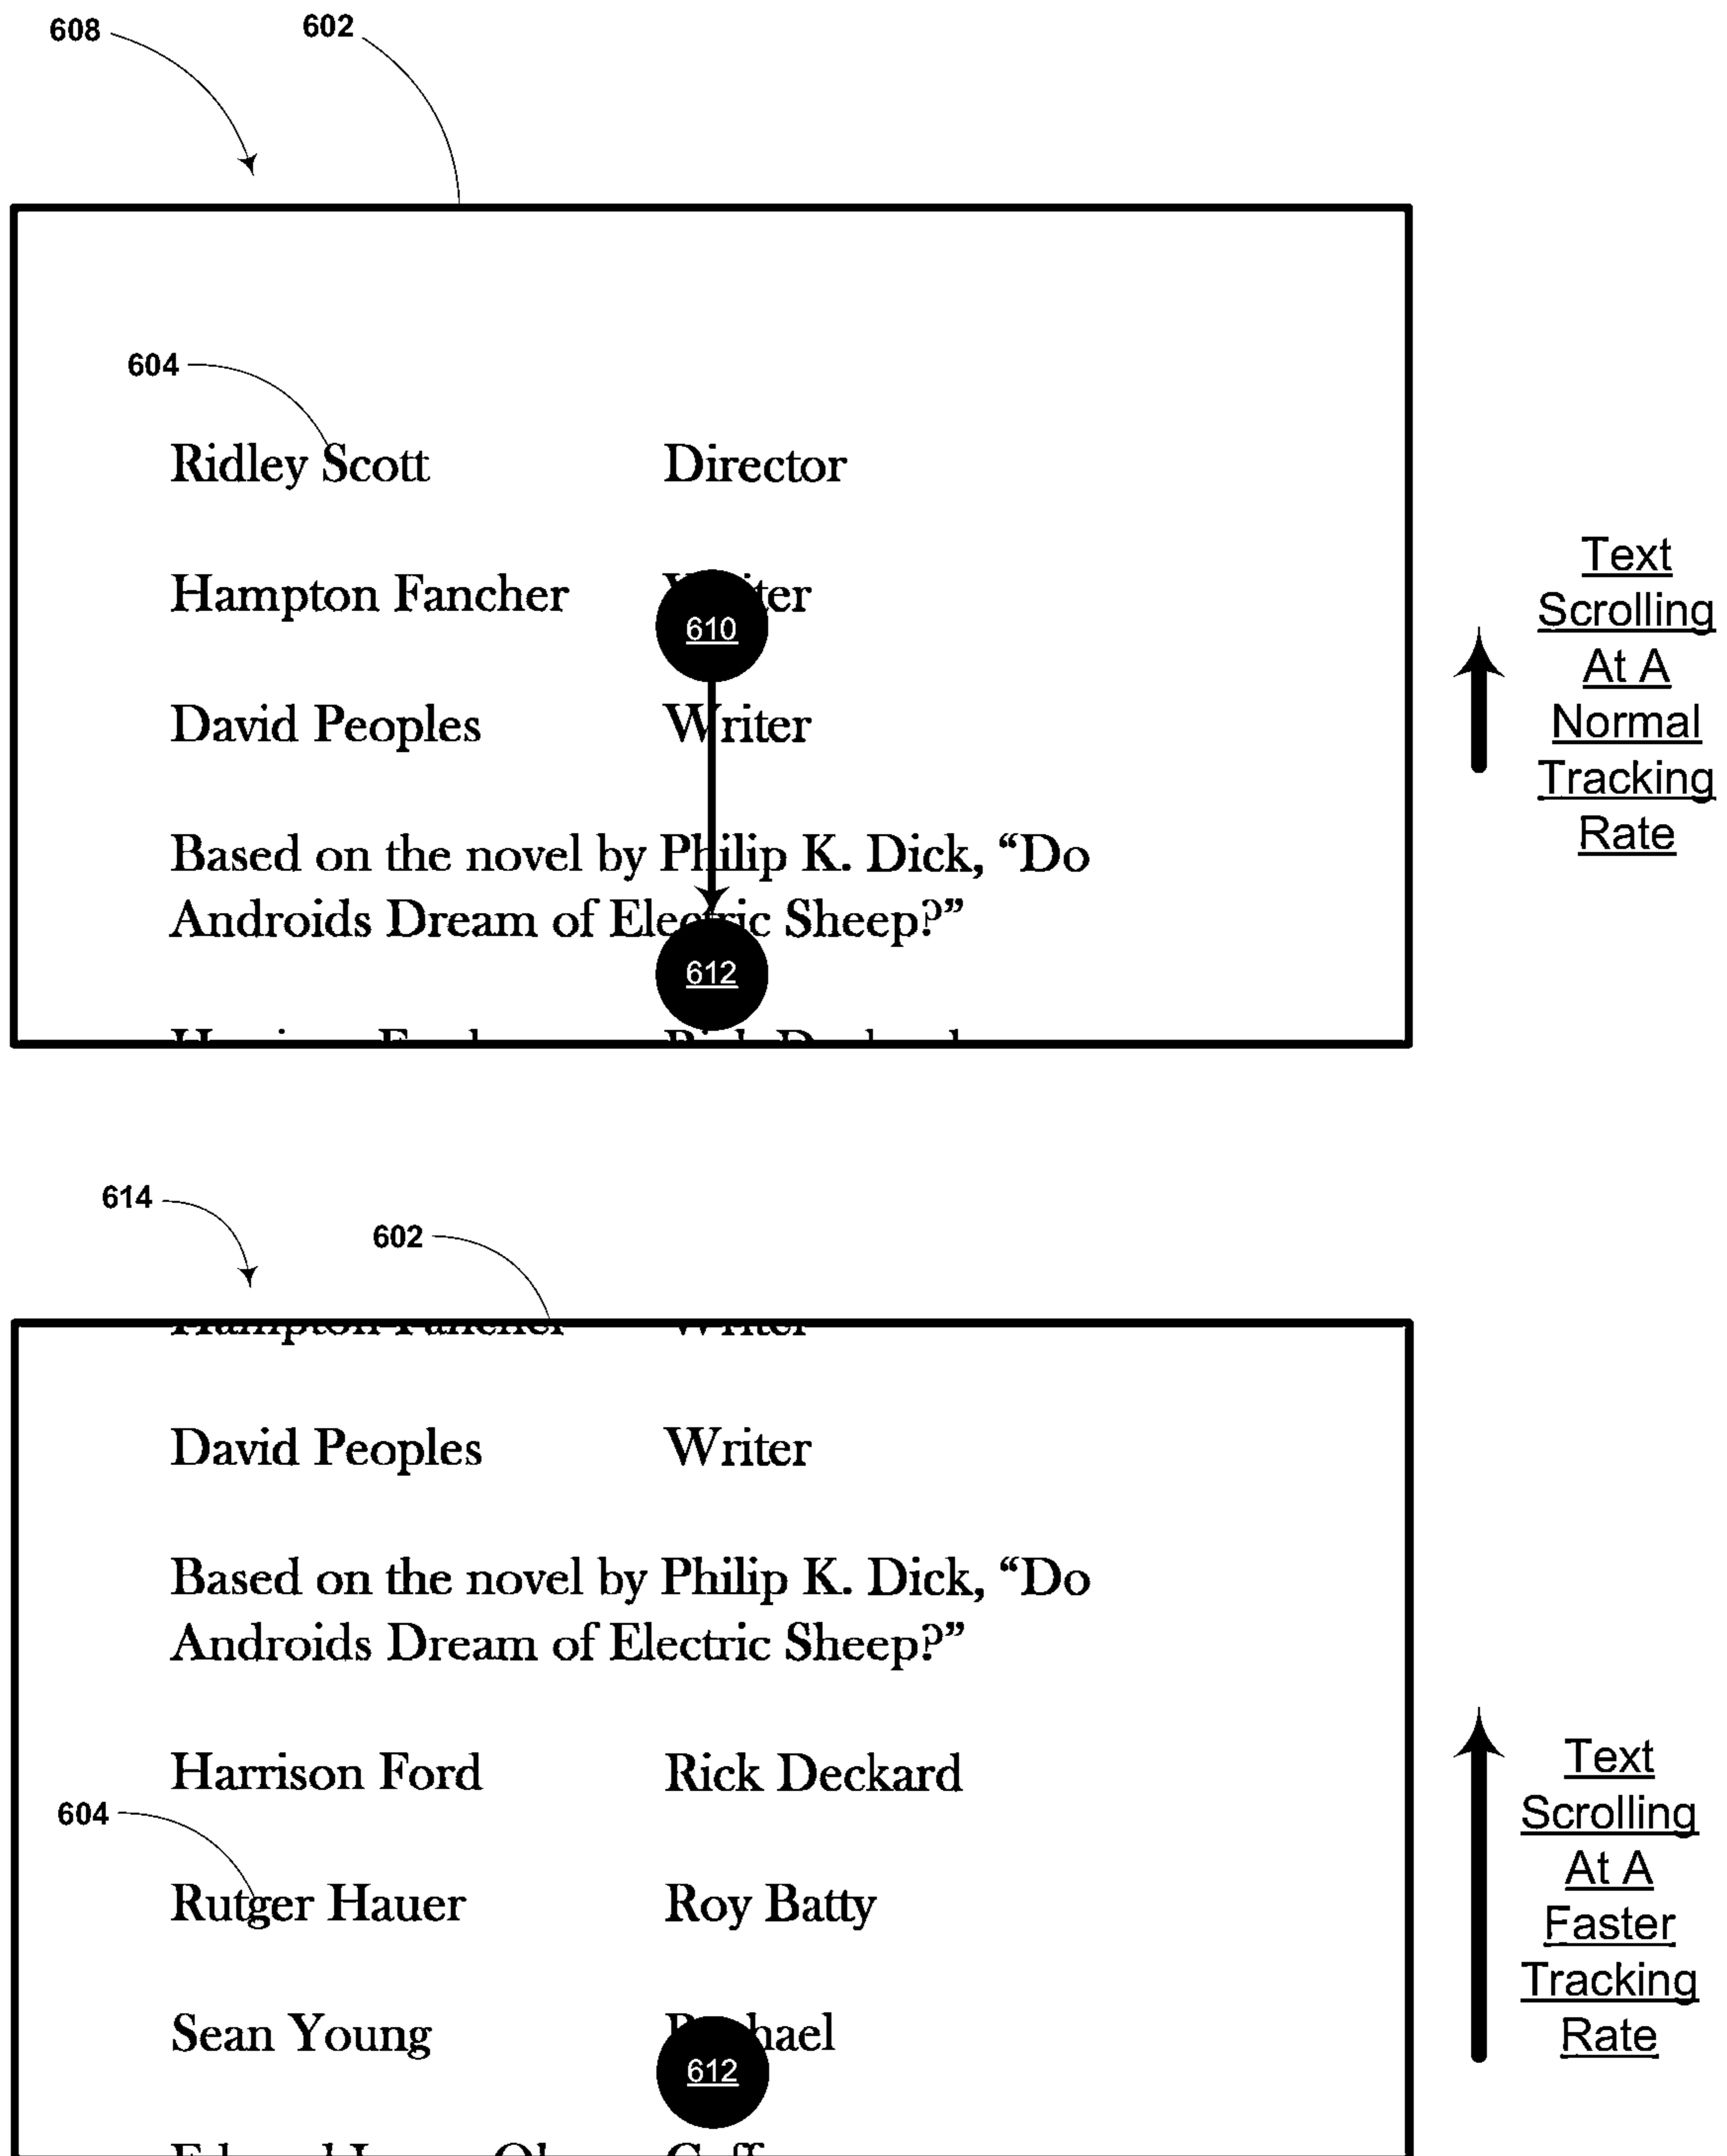 608
602
604
Ridley Scott Director
Hampton Fancher
610
David Peoples Writer
Based on the novel by Philip K. Dick, “Do
Androids Dream of Electric Sheep?”
612
Text
Scrolling
At A
Normal
Tracking
Rate
614
602
Hampton Fancher Writer
David Peoples Writer
Based on the novel by Philip K. Dick, “Do
Androids Dream of Electric Sheep?”
Harrison Ford Rick Deckard
604
Rutger Hauer Roy Batty
Sean Young
612
Text
Scrolling
At A
Faster
Tracking
Rate